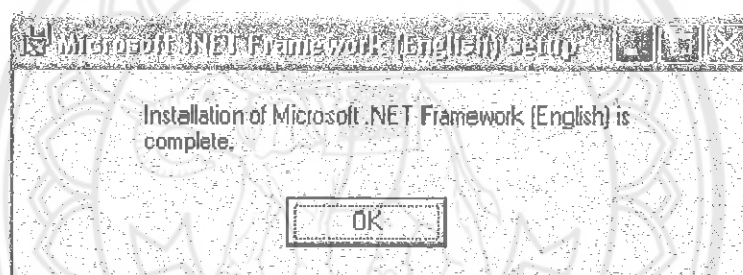 Microsoft .NET Framework (English) Setup
Installation of Microsoft .NET Framework (English) is
complete.
OK